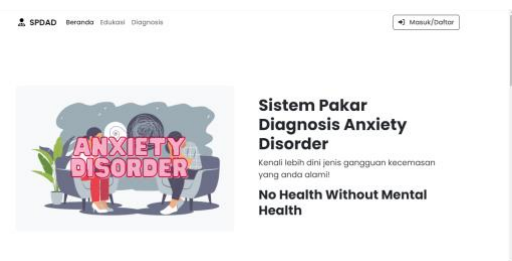 SPDAD Beranda Edukasi Diagnosis Masuk/Daftar
ANXIETY
DISORDER
Sistem Pakar
Diagnosis Anxiety
Disorder
Kenali lebih dini jenis gangguan kecemasan
yang anda alami!
No Health Without Mental
Health